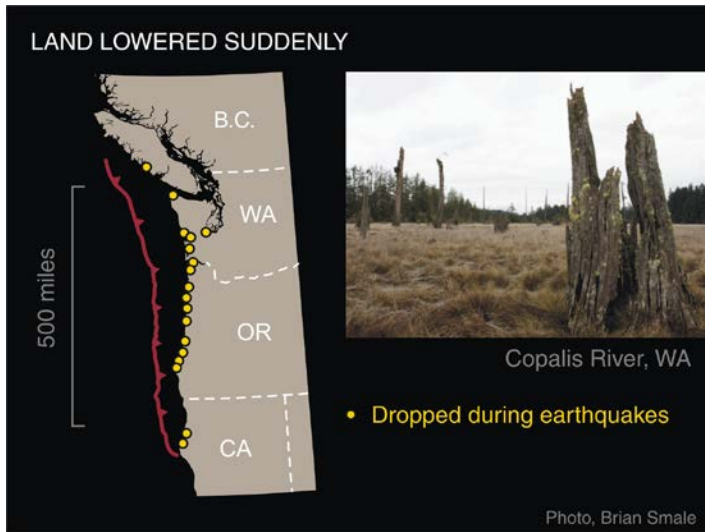 LAND LOWERED SUDDENLY
B.C.
WA
500 miles
OR
CA
Copalis River, WA
• Dropped during earthquakes
Photo, Brian Smale